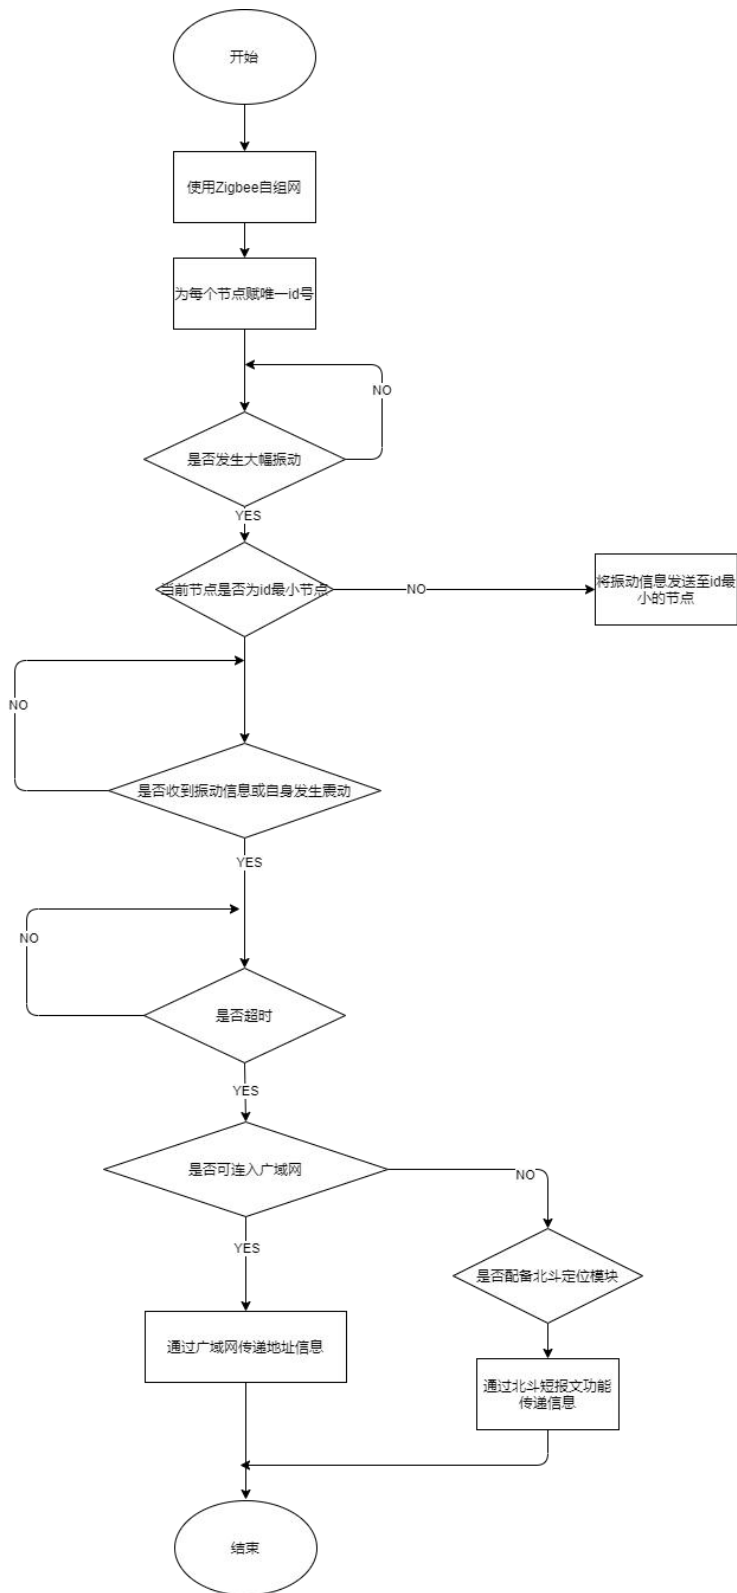 开始
使用Zigbee自组网
为每个节点赋唯一id号
NO
是否发生大幅振动
YES
当前节点是否为id最小节点
NO
将振动信息发送至id最
小的节点
NO
是否收到振动信息或自身发生震动
YES
NO
是否超时
YES
是否可连入广域网
NO
YES
是否配备北斗定位模块
通过广域网传递地址信息
通过北斗短报文功能
传递信息
结束